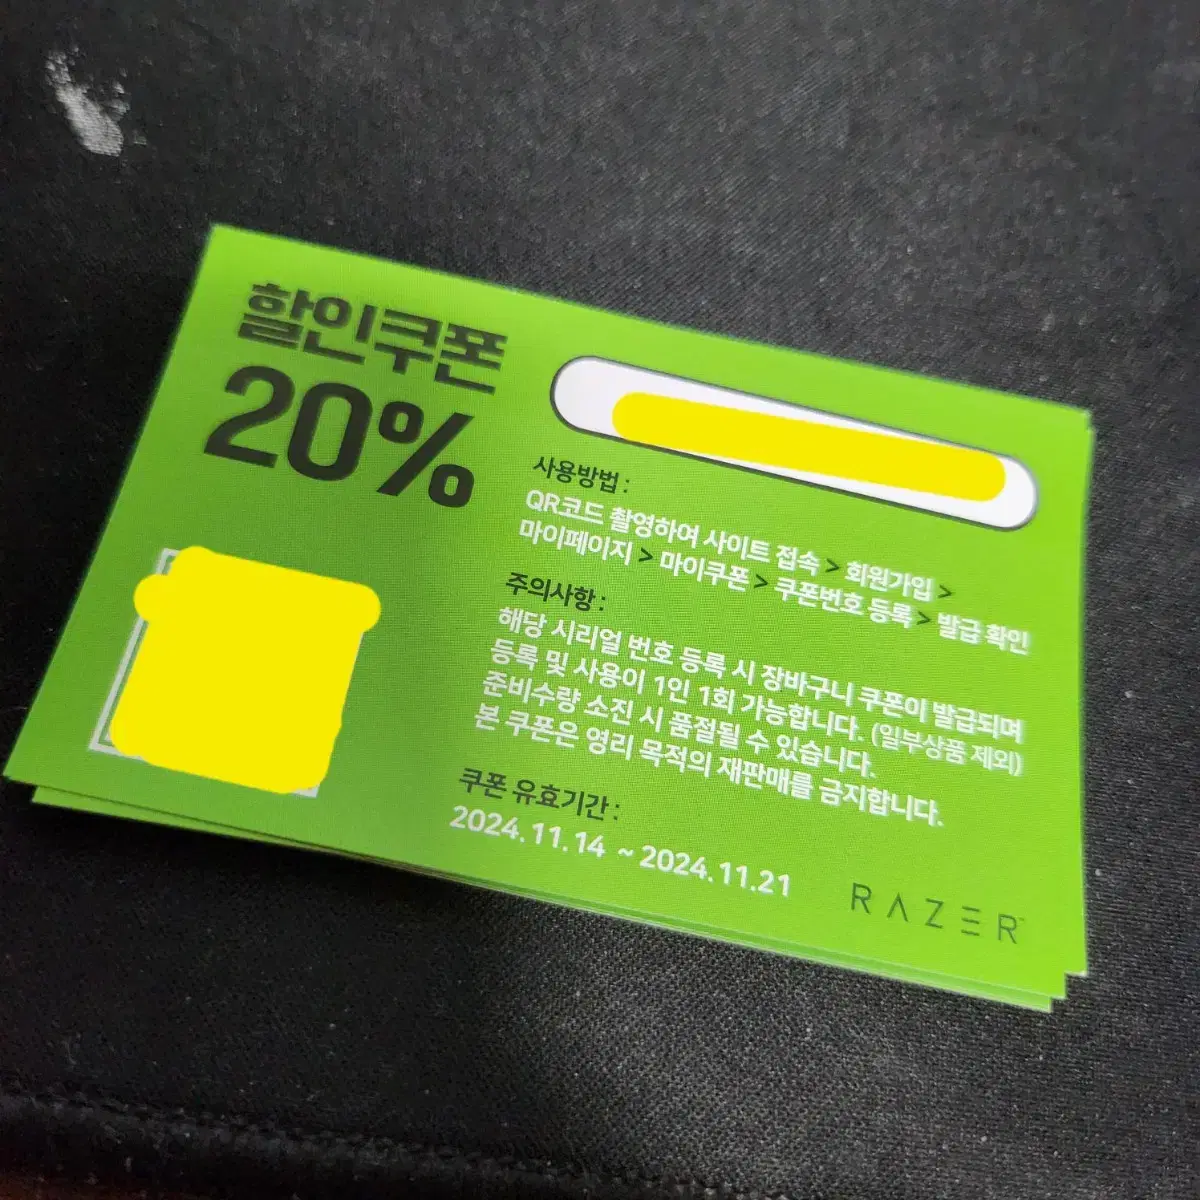 할인쿠폰
20%
사용방법 :
QR코드 촬영하여 사이트 접속 > 회원가입 >
마이페이지 > 마이쿠폰 > 쿠폰번호 등록 > 발급 확인
주의사항 :
해당 시리얼 번호 등록 시 장바구니 쿠폰이 발급되며
등록 및 사용이 1인 1회 가능합니다. (일부상품 제외)
준비수량 소진 시 품절될 수 있습니다.
본 쿠폰은 영리 목적의 재판매를 금지합니다.
쿠폰 유효기간 :
2024.11.14 ~ 2024.11.21
RAZER™